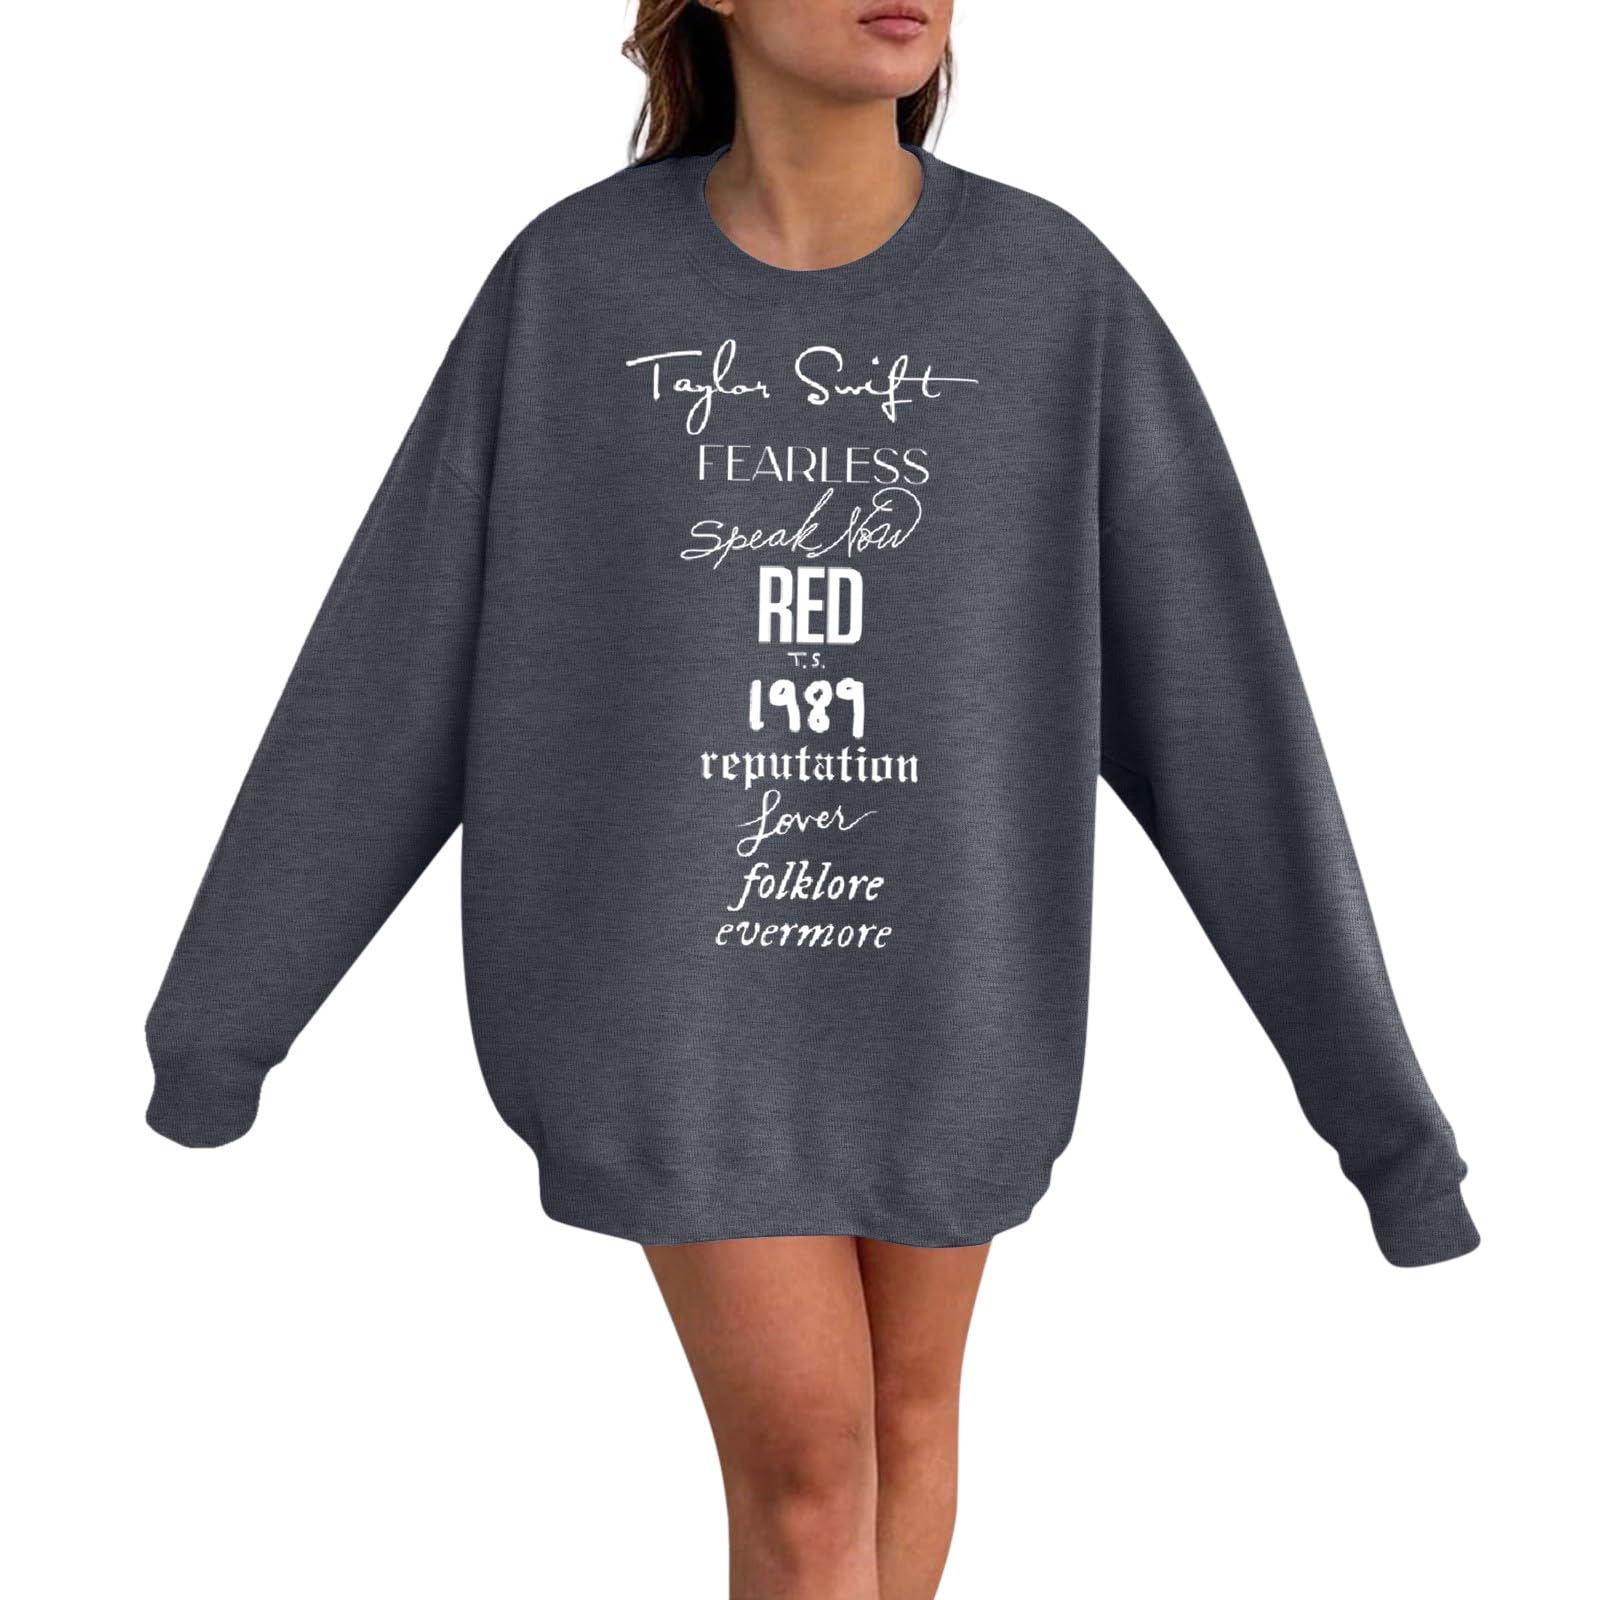 Taylor Swift
FEARLESS
Speak Now
RED
T.S.
1989
reputation
Lover
folklore
evermore